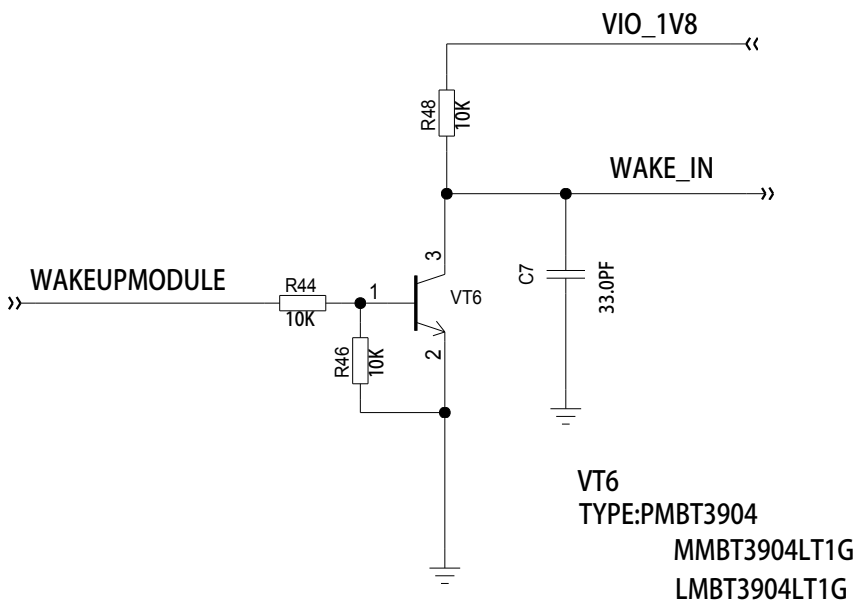 VIO_1V8
R48
10K
WAKE_IN
3
WAKEUPMODULE
R44
10K
1
VT6
C7
33.0PF
R46
10K
2
VT6
TYPE:PMBT3904
MMBT3904LT1G
LMBT3904LT1G